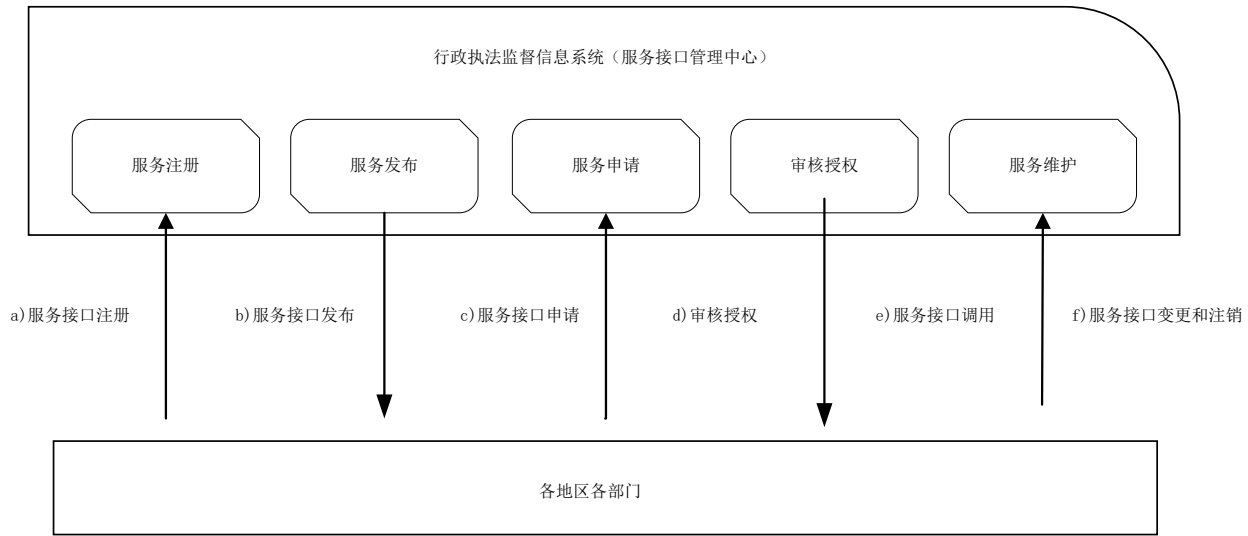 行政执法监督信息系统（服务接口管理中心）
服务注册
服务发布
服务申请
审核授权
服务维护
a)服务接口注册
b)服务接口发布
c)服务接口申请
d)审核授权
e)服务接口调用
f)服务接口变更和注销
各地区各部门